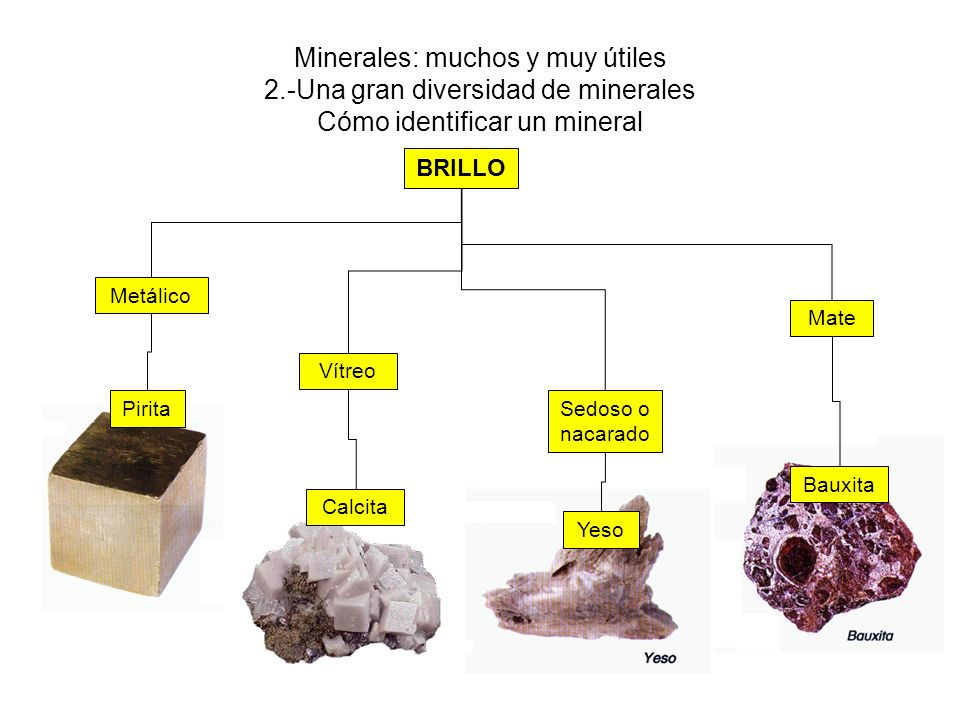 Minerales: muchos y muy útiles
2.-Una gran diversidad de minerales
Cómo identificar un mineral
BRILLO
Metálico
Mate
Vítreo
Pirita
Sedoso o
nacarado
Bauxita
Calcita
Yeso
Bauxita
Yeso